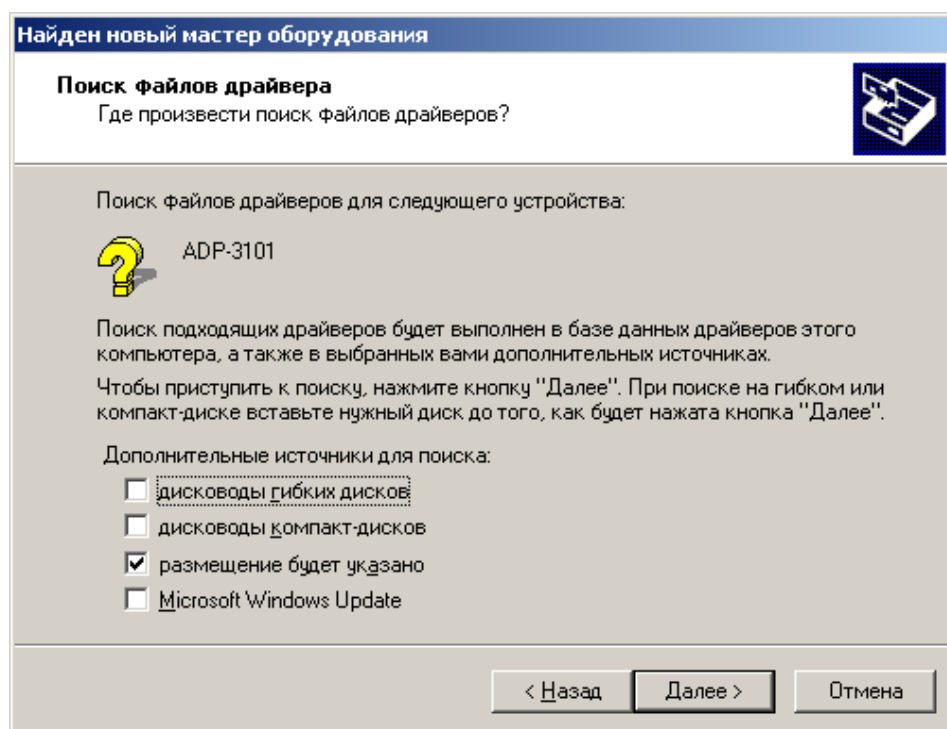 Найден новый мастер оборудования
Поиск файлов драйвера
Где произвести поиск файлов драйверов?
Поиск файлов драйверов для следующего устройства:
ADP-3101
Поиск подходящих драйверов будет выполнен в базе данных драйверов этого
компьютера, а также в выбранных вами дополнительных источниках.
Чтобы приступить к поиску, нажмите кнопку "Далее". При поиске на гибком или
компакт-диске вставьте нужный диск до того, как будет нажата кнопка "Далее".
Дополнительные источники для поиска:
дисководы гибких дисков
дисководы компакт-дисков
размещение будет указано
Microsoft Windows Update
< Назад
Далее >
Отмена